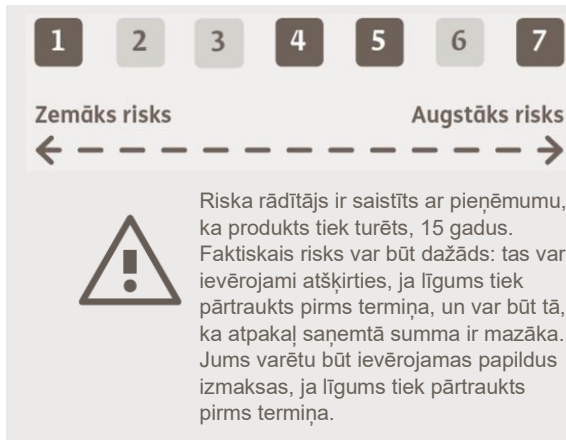 1 2 3 4 5 6 7
Zemāks risks Augstāks risks
Riska rādītājs ir saistīts ar pieņēmumu,
ka produkts tiek turēts, 15 gadus.
Faktiskais risks var būt dažāds: tas var
ievērojami atšķirties, ja līgums tiek
pārtraukts pirms termiņa, un var būt tā,
ka atpakaļ saņemtā summa ir mazāka.
Jums varētu būt ievērojamas papildus
izmaksas, ja līgums tiek pārtraukts
pirms termiņa.